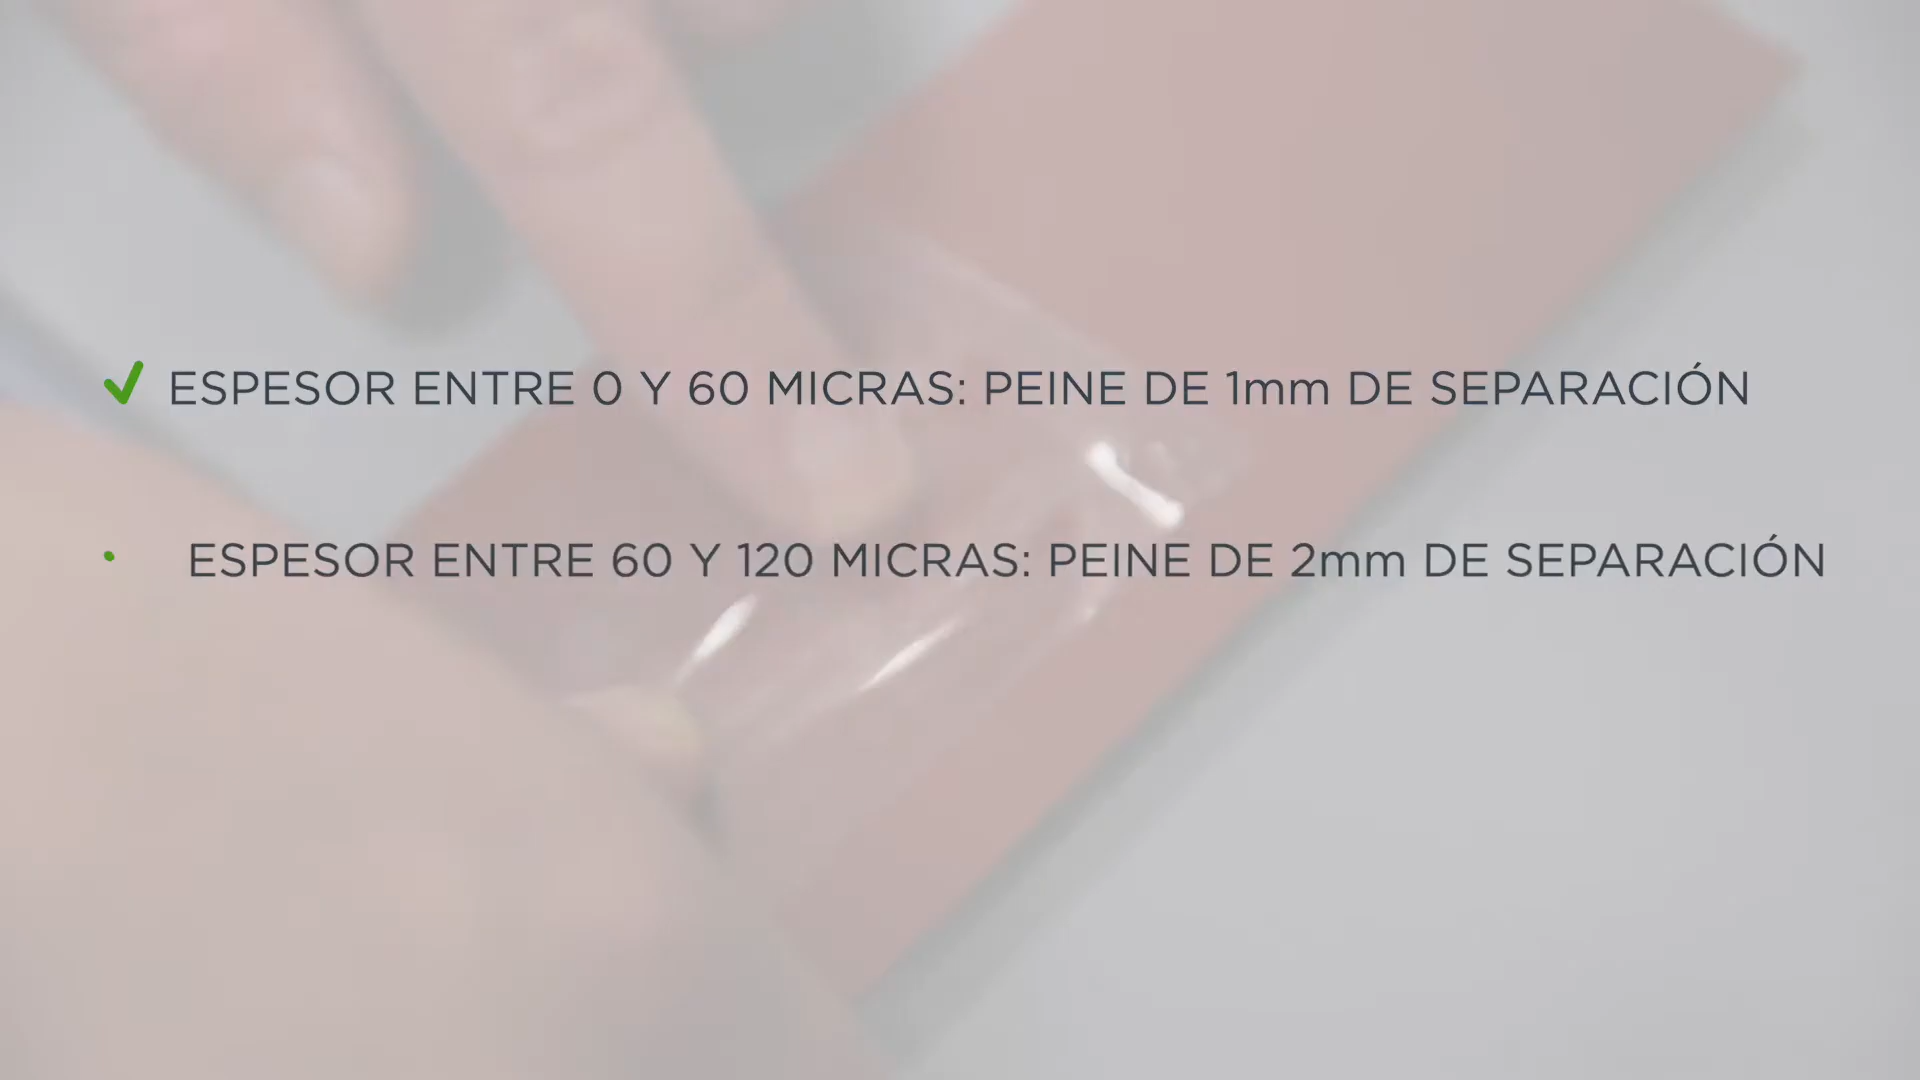 ESPESOR ENTRE 0 Y 60 MICRAS: PEINE DE 1mm DE SEPARACIÓN
ESPESOR ENTRE 60 Y 120 MICRAS: PEINE DE 2mm DE SEPARACIÓN